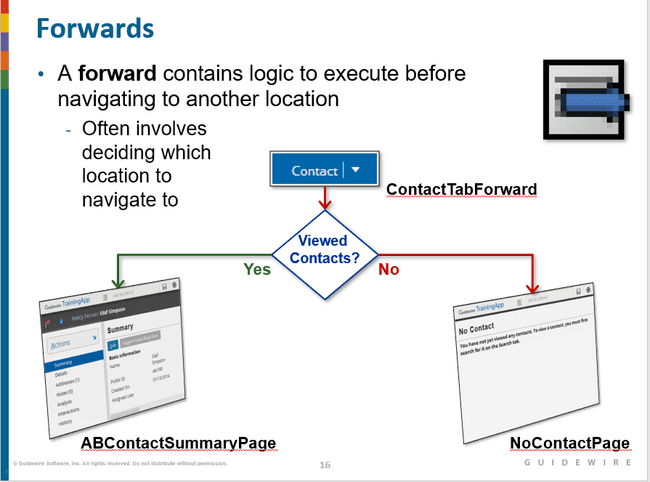 Forwards
• A forward contains logic to execute before
navigating to another location
- Often involves
deciding which
location to
navigate to
Contact
ContactTabForward
Viewed
Contacts?
Yes
No
Guidewire TrainingApp
Policy Person: Olaf Simpson
Actions
Summary
Details
Addresses (1)
Notes (0)
Analysis
Interactions
History
Summary
Basic Information
Name
Olaf
Simpson
Public ID
Created On
Assigned User
Guidewire TrainingApp
No Contact
You have not yet viewed any contacts. To view a contact, you must first
search for it on the Search tab.
ABContactSummaryPage
NoContactPage
© Guidewire Software, Inc. All rights reserved. Do not distribute without permission.
16
GUIDEWIRE